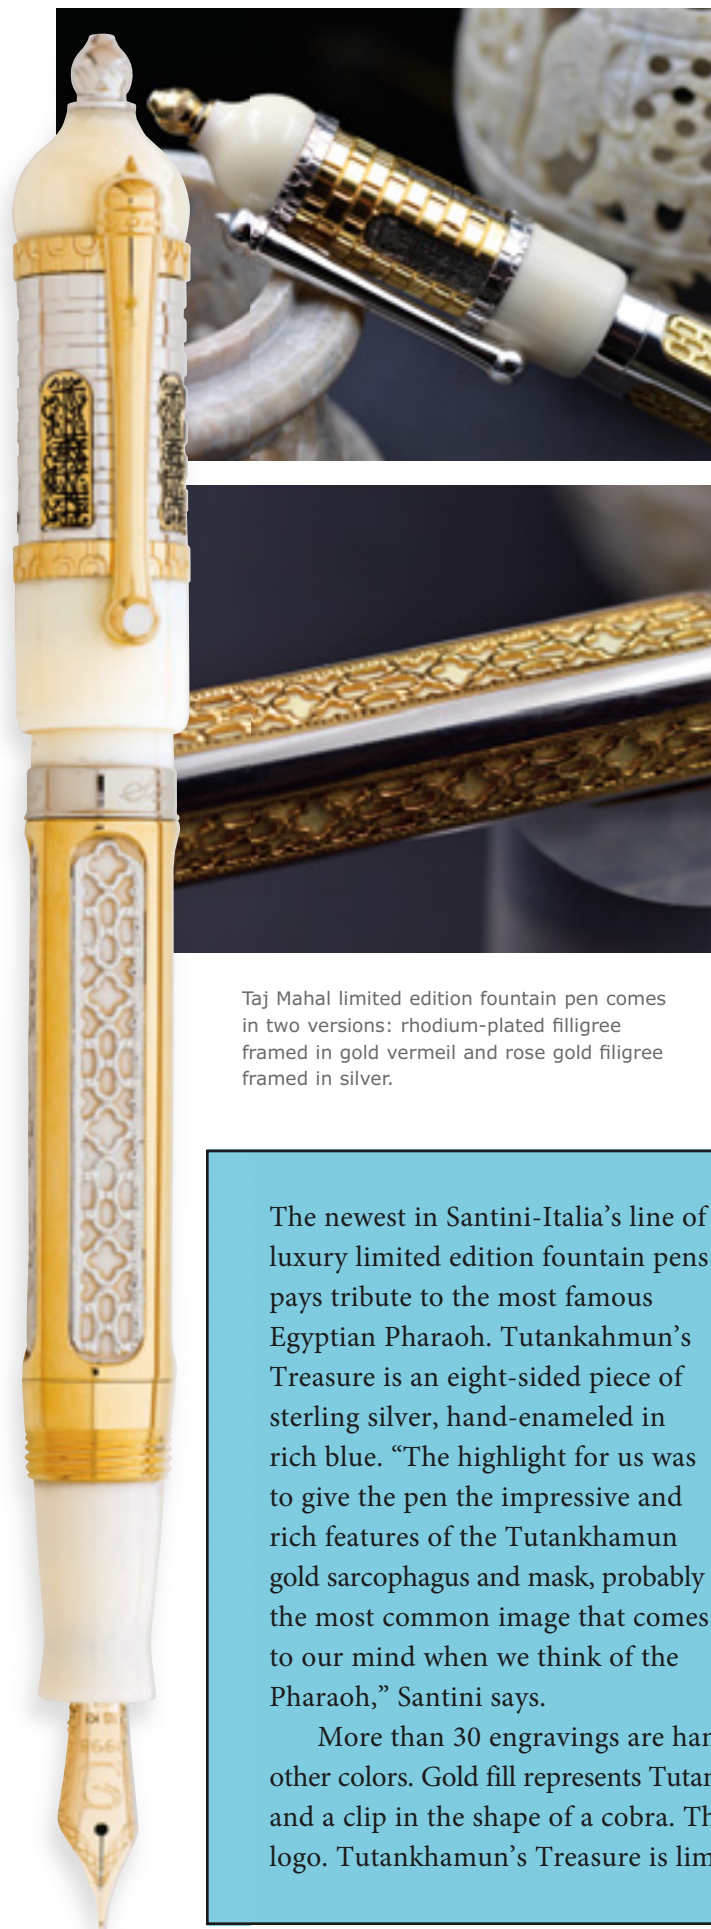 Taj Mahal limited edition fountain pen comes
in two versions: rhodium-plated filligree
framed in gold vermeil and rose gold filigree
framed in silver.
The newest in Santini-Italia’s line of
luxury limited edition fountain pens
pays tribute to the most famous
Egyptian Pharaoh. Tutankahmun’s
Treasure is an eight-sided piece of
sterling silver, hand-enameled in
rich blue. “The highlight for us was
to give the pen the impressive and
rich features of the Tutankhamun
gold sarcophagus and mask, probably
the most common image that comes
to our mind when we think of the
Pharaoh,” Santini says.
More than 30 engravings are han
other colors. Gold fill represents Tutan
and a clip in the shape of a cobra. Th
logo. Tutankhamun’s Treasure is lim